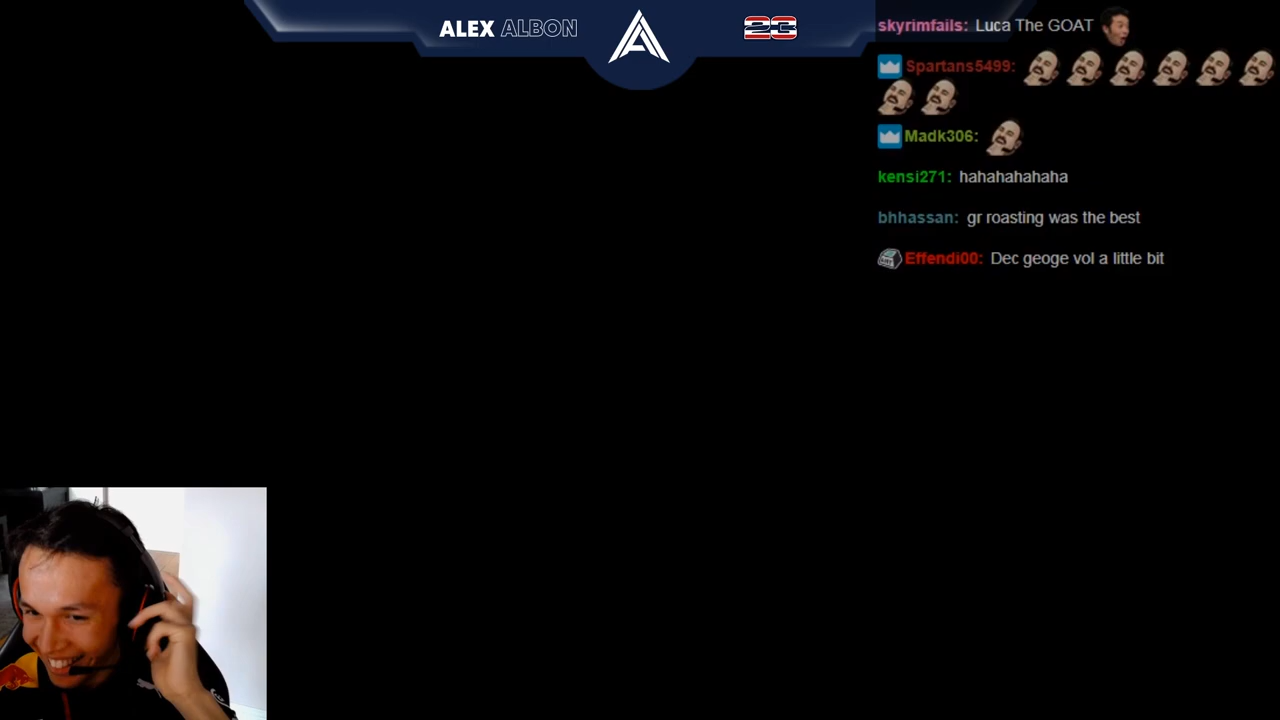 ALEX ALBON
23
skyrimfails: Luca The GOAT
Spartans5499:
Madk306:
kensi271: hahahahahaha
bhhassan: gr roasting was the best
Effendi00: Dec geoge vol a little bit